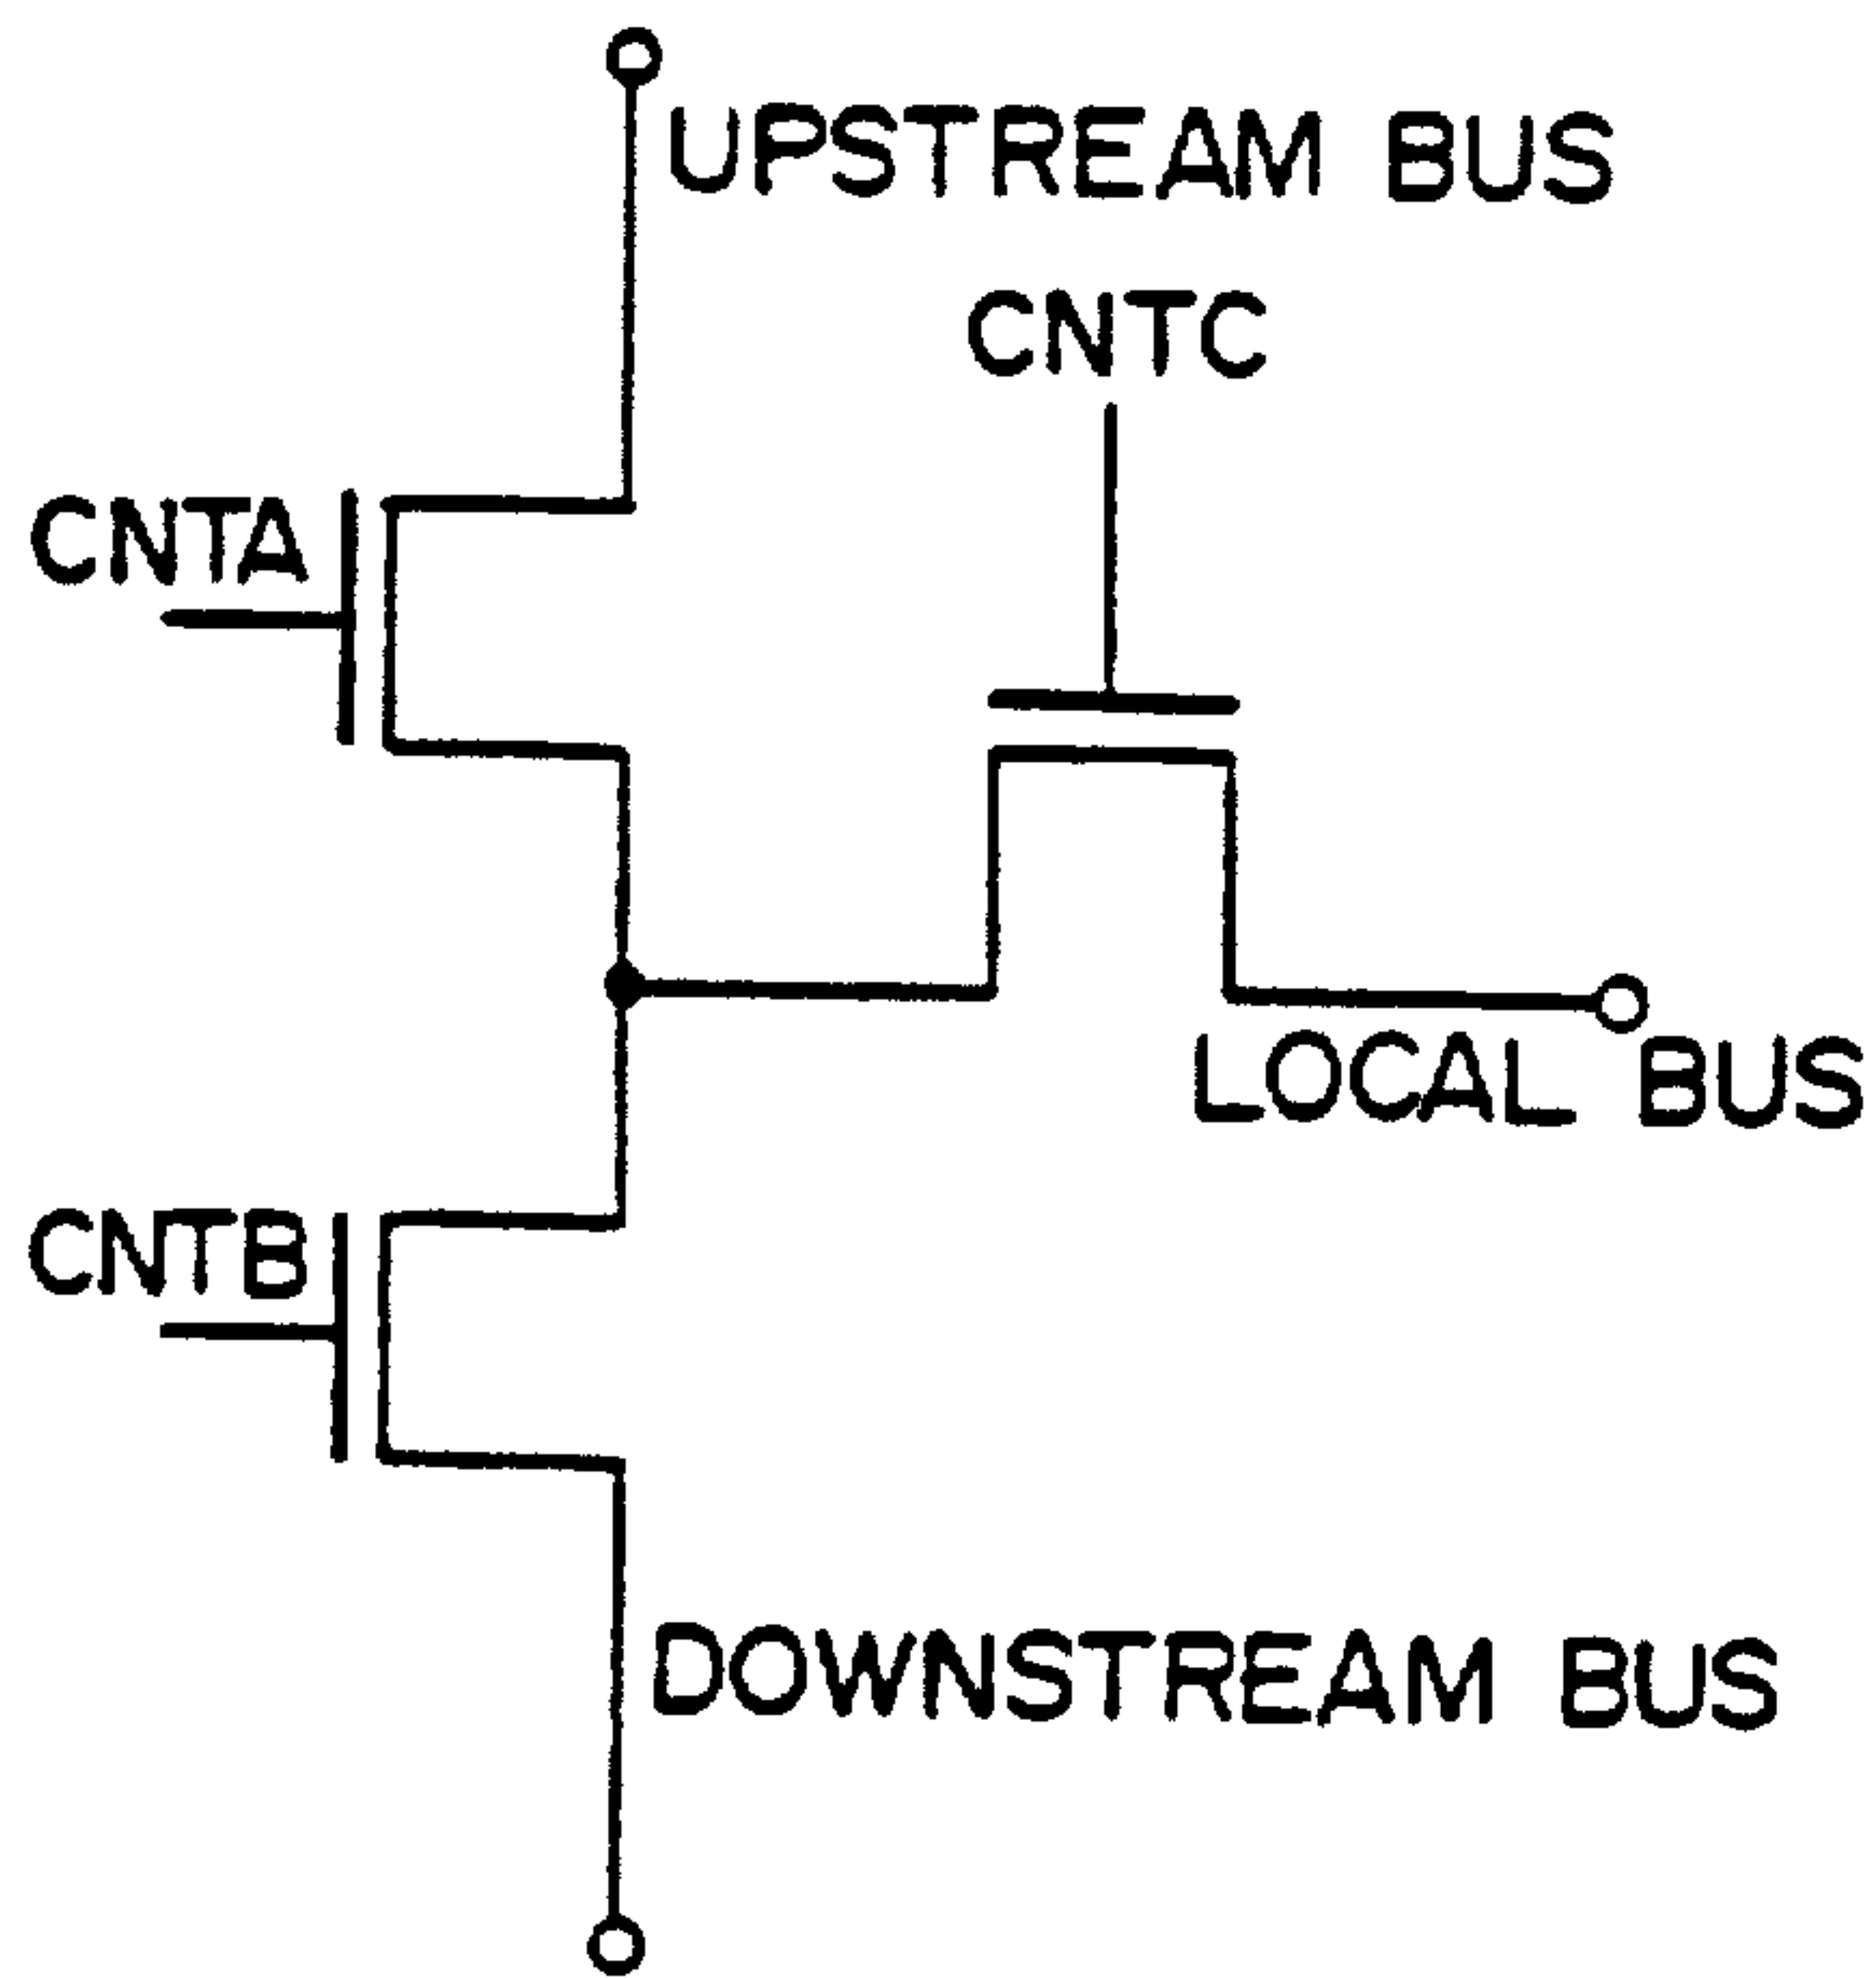 UPSTREAM BUS
CNTC
CNTA
LOCAL BUS
CNTB
DOWNSTREAM BUS